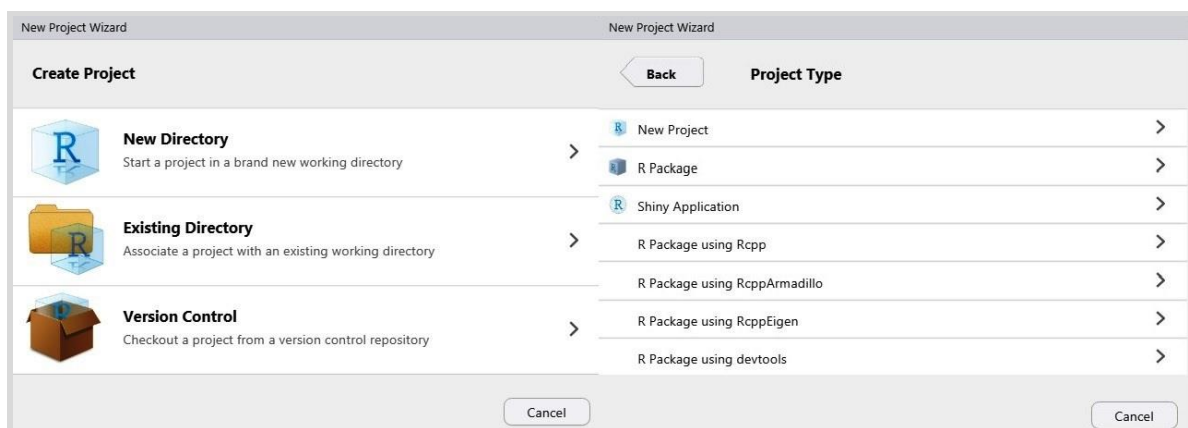 New Project Wizard
Create Project
R
New Directory
Start a project in a brand new working directory
R
Existing Directory
Associate a project with an existing working directory
R
Version Control
Checkout a project from a version control repository
Cancel
New Project Wizard
Back
Project Type
R New Project
R R Package
R Shiny Application
R Package using Rcpp
R Package using RcppArmadillo
R Package using RcppEigen
R Package using devtools
Cancel